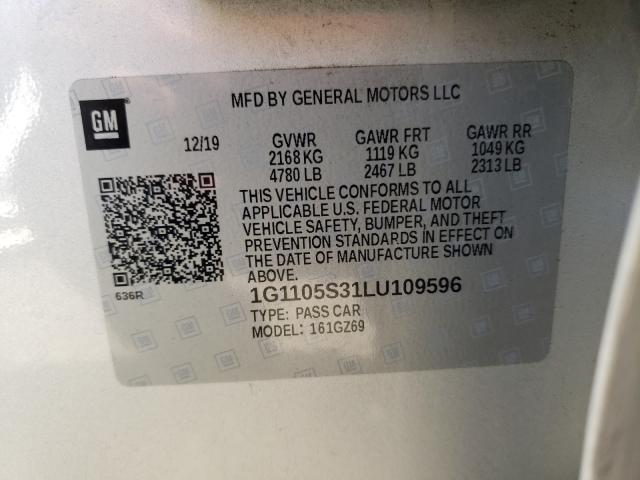 GM
MFD BY GENERAL MOTORS LLC
12/19 GVWR GAWR FRT GAWR RR
2168 KG 1119 KG 1049 KG
4780 LB 2467 LB 2313 LB
THIS VEHICLE CONFORMS TO ALL
APPLICABLE U.S. FEDERAL MOTOR
VEHICLE SAFETY, BUMPER, AND THEFT
PREVENTION STANDARDS IN EFFECT ON
THE DATE OF MANUFACTURE SHOWN
ABOVE.
636R
1G1105S31LU109596
TYPE: PASS CAR
MODEL: 161GZ69